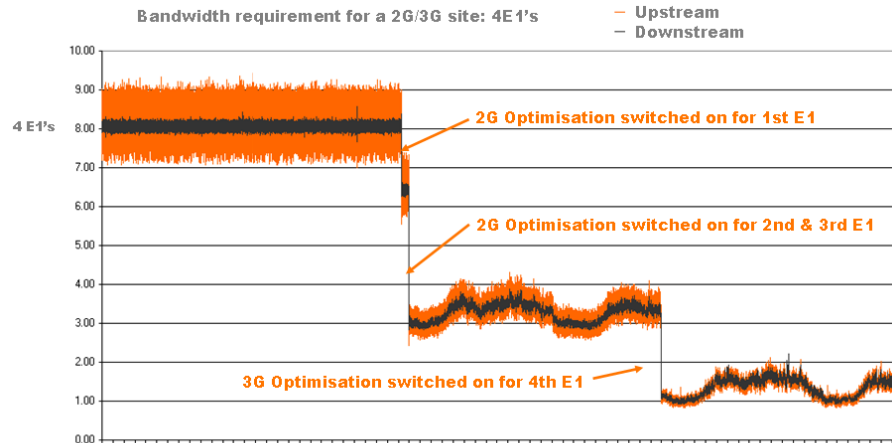 Bandwidth requirement for a 2G/3G site: 4E1's
– Upstream
– Downstream
10.00
9.00
4 E1's
8.00
7.00
6.00
5.00
4.00
3.00
2.00
1.00
0.00
2G Optimisation switched on for 1st E1
2G Optimisation switched on for 2nd & 3rd E1
3G Optimisation switched on for 4th E1